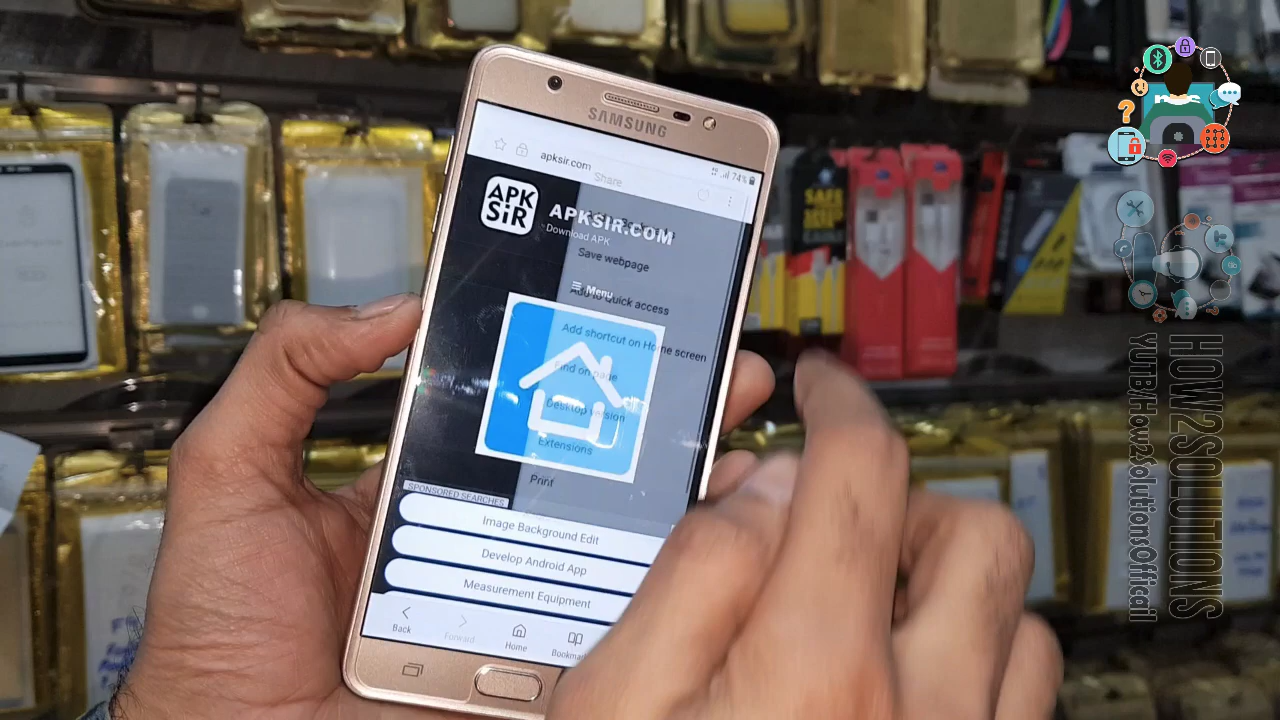 SAMSUNG
74%
apksir.com
Share
APK
SiR
APKSIR.COM
Download APK
Save webpage
Menu
Add to Quick access
Add shortcut on Home screen
Find on page
Desktop version
Extensions
Print
SPONSORED SEARCHES
Image Background Edit
Develop Android App
Measurement Equipment
Back
Forward
Home
SAFE
HOW2SOLUTIONS
YUTB/How2SolutionsOfficail